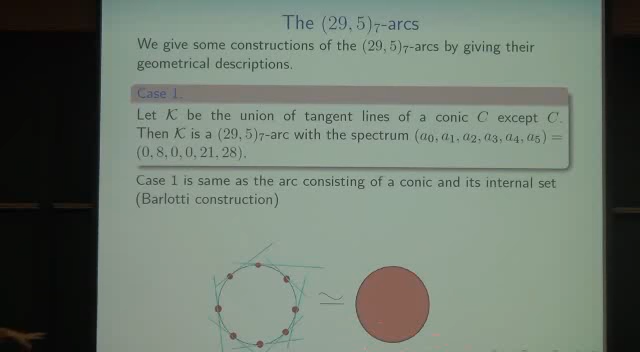 The (29, 5)₇-arcs
We give some constructions of the (29, 5)₇-arcs by giving their
geometrical descriptions.
Case 1.
Let 𝒦 be the union of tangent lines of a conic C except C.
Then 𝒦 is a (29, 5)₇-arc with the spectrum (a₀, a₁, a₂, a₃, a₄, a₅) =
(0, 8, 0, 0, 21, 28).
Case 1 is same as the arc consisting of a conic and its internal set
(Barlotti construction)
≃